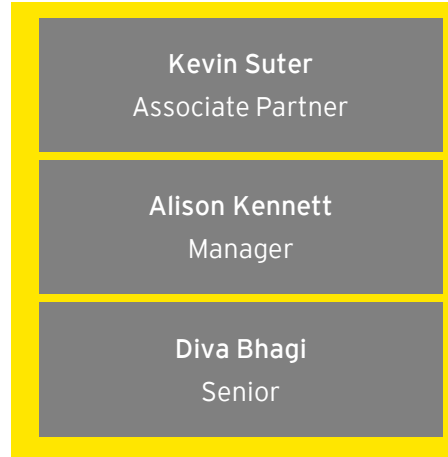 Kevin Suter
Associate Partner
Alison Kennett
Manager
Diva Bhagi
Senior